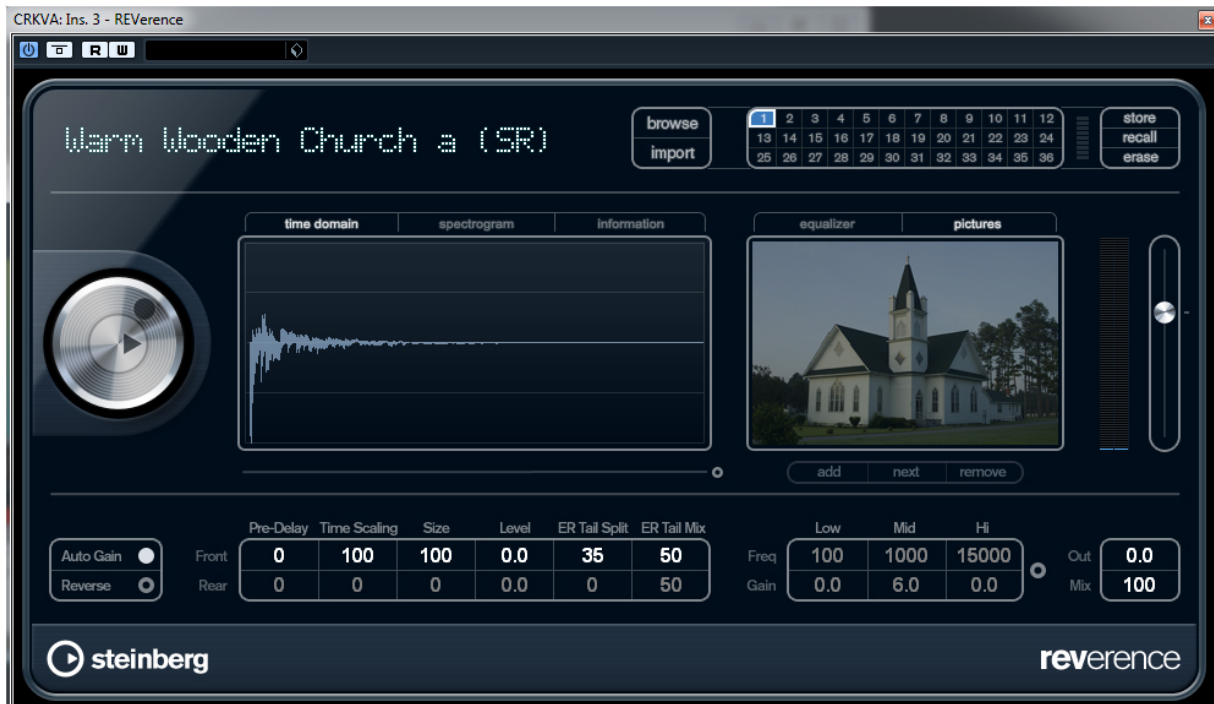 CRKVA: Ins. 3 - REVerence
R W
Warm Wooden Church a (SR)
browse
import
1 2 3 4 5 6 7 8 9 10 11 12
13 14 15 16 17 18 19 20 21 22 23 24
25 26 27 28 29 30 31 32 33 34 35 36
store
recall
erase
time domain spectrogram information
equalizer pictures
add next remove
Pre-Delay Time Scaling Size Level ER Tail Split ER Tail Mix
Low Mid Hi
Auto Gain Front 0 100 100 0.0 35 50 Freq 100 1000 15000 Out 0.0
Reverse Rear 0 0 0 0.0 0 50 Gain 0.0 6.0 0.0 Mix 100
steinberg
reverence